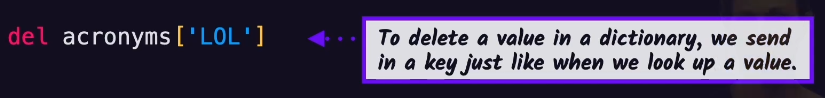 del acronyms['LOL']
To delete a value in a dictionary, we send
in a key just like when we look up a value.